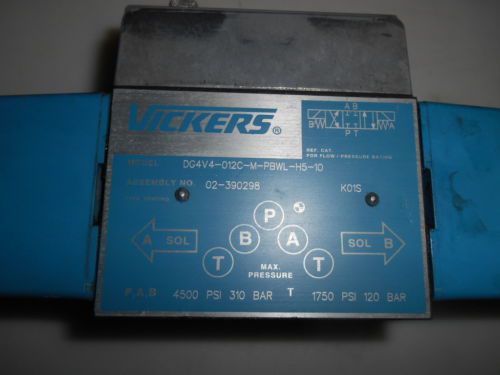 VICKERS®
A B
B W A
P T
REF. CAT.
FOR FLOW / PRESSURE RATING
MODEL DG4V4-012C-M-PBWL-H5-10
ASSEMBLY NO. 02-390298 K01S
P
A SOL B A SOL B
T MAX. PRESSURE T
P,A,B 4500 PSI 310 BAR T 1750 PSI 120 BAR